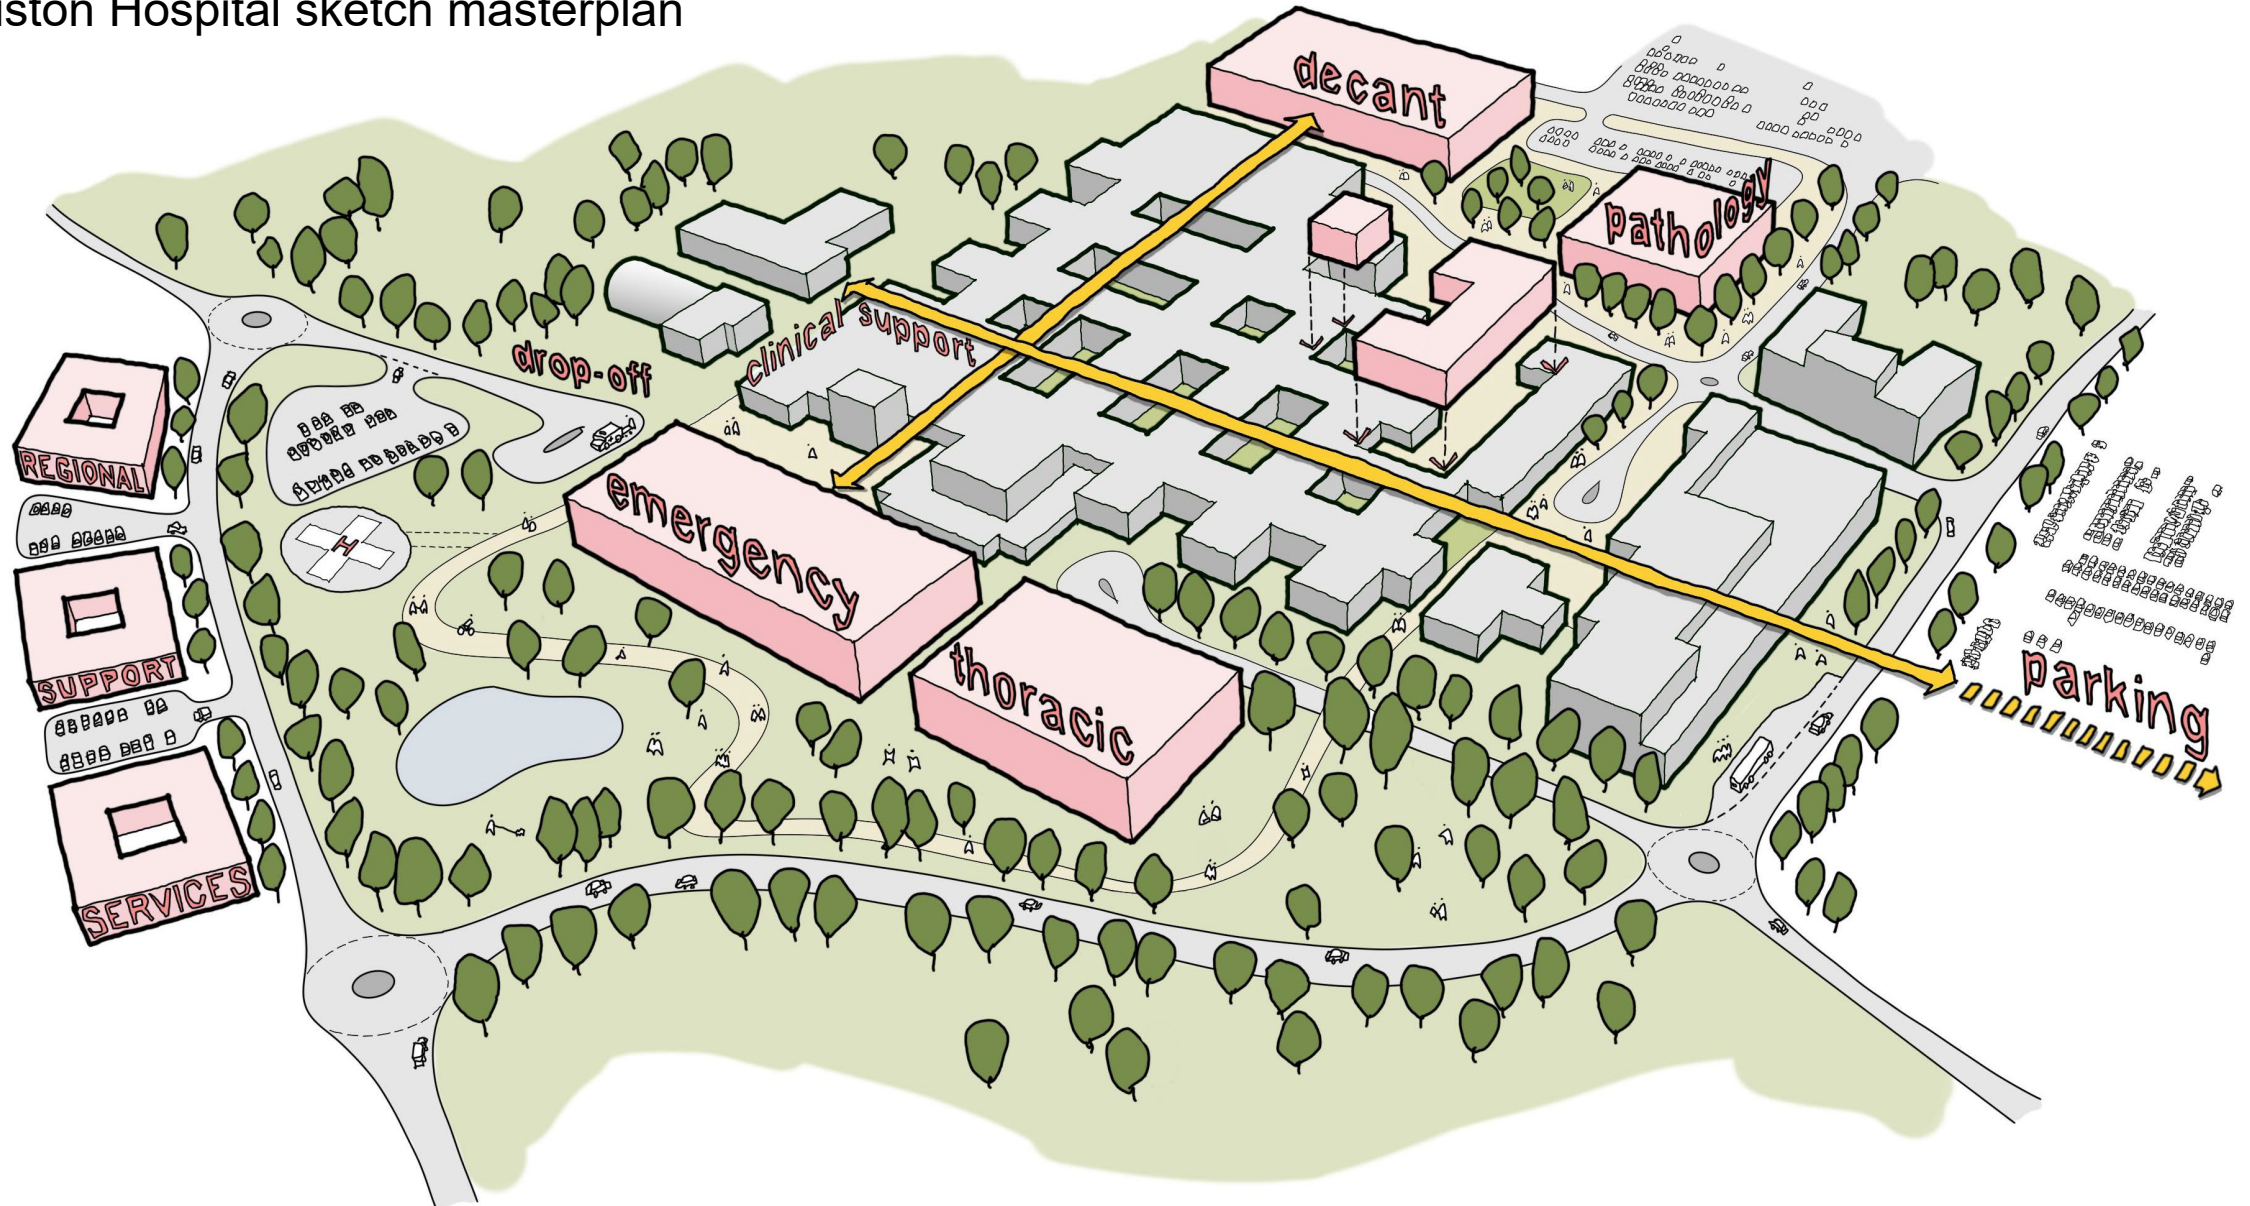 iston Hospital sketch masterplan
decant
pathology
clinical support
drop-off
REGIONAL
emergency
H
SUPPORT
thoracic
parking
SERVICES